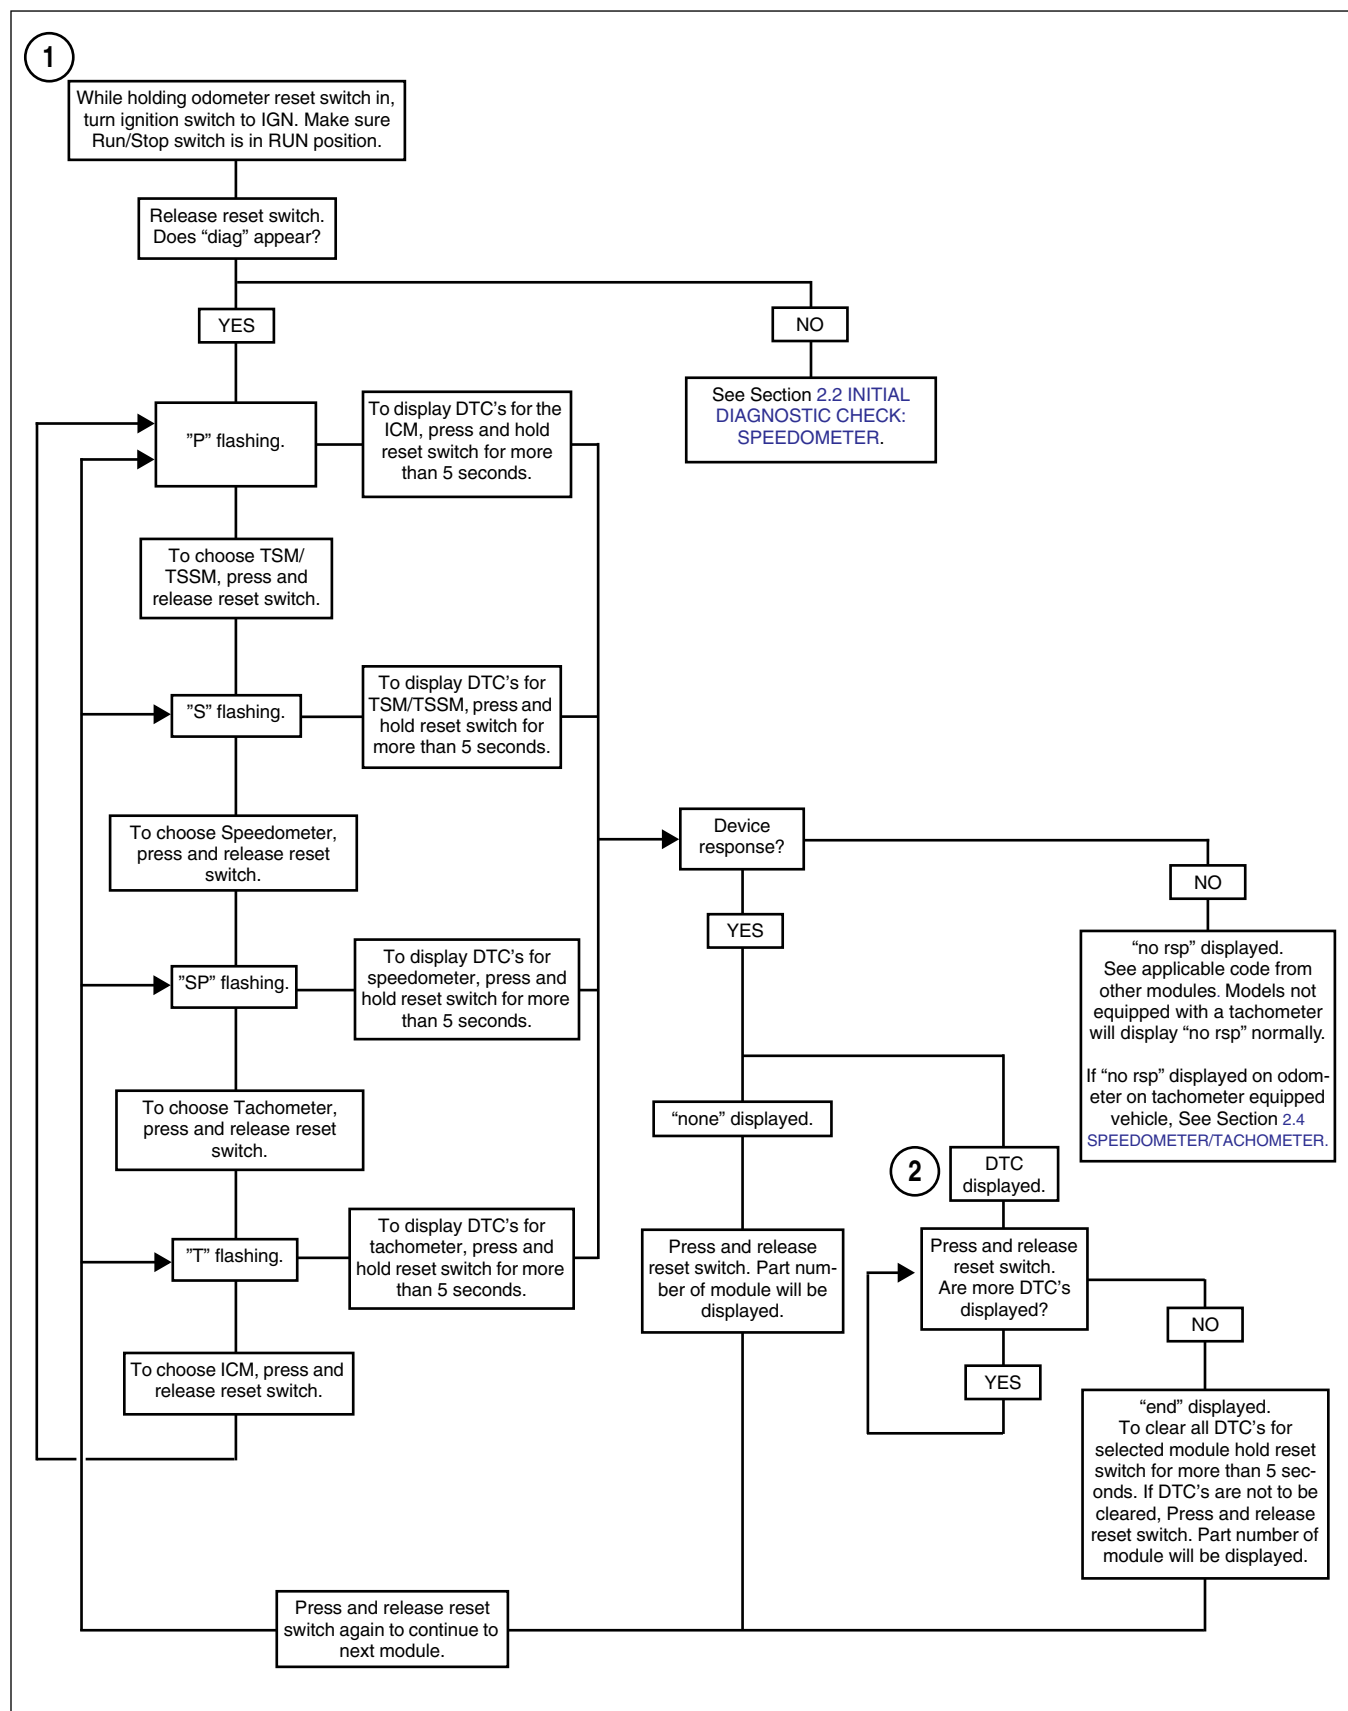 1
While holding odometer reset switch in,
turn ignition switch to IGN. Make sure
Run/Stop switch is in RUN position.
Release reset switch.
Does “diag” appear?
YES
NO
See Section 2.2 INITIAL
DIAGNOSTIC CHECK:
SPEEDOMETER.
”P” flashing.
To display DTC’s for the
ICM, press and hold
reset switch for more
than 5 seconds.
To choose TSM/
TSSM, press and
release reset switch.
”S” flashing.
To display DTC’s for
TSM/TSSM, press and
hold reset switch for
more than 5 seconds.
To choose Speedometer,
press and release reset
switch.
”SP” flashing.
To display DTC’s for
speedometer, press and
hold reset switch for more
than 5 seconds.
To choose Tachometer,
press and release reset
switch.
”T” flashing.
To display DTC’s for
tachometer, press and
hold reset switch for more
than 5 seconds.
To choose ICM, press and
release reset switch.
Device
response?
YES
NO
“no rsp” displayed.
See applicable code from
other modules. Models not
equipped with a tachometer
will display “no rsp” normally.
If “no rsp” displayed on odom-
eter on tachometer equipped
vehicle, See Section 2.4
SPEEDOMETER/TACHOMETER.
“none” displayed.
2
DTC
displayed.
Press and release
reset switch. Part num-
ber of module will be
displayed.
Press and release
reset switch.
Are more DTC’s
displayed?
YES
NO
“end” displayed.
To clear all DTC’s for
selected module hold reset
switch for more than 5 sec-
onds. If DTC’s are not to be
cleared, Press and release
reset switch. Part number of
module will be displayed.
Press and release reset
switch again to continue to
next module.